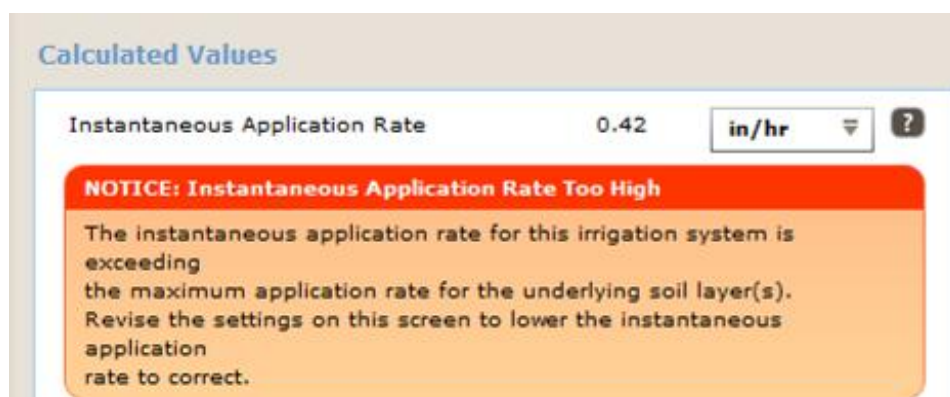 Calculated Values
Instantaneous Application Rate 0.42 in/hr ?
NOTICE: Instantaneous Application Rate Too High
The instantaneous application rate for this irrigation system is
exceeding
the maximum application rate for the underlying soil layer(s).
Revise the settings on this screen to lower the instantaneous
application
rate to correct.